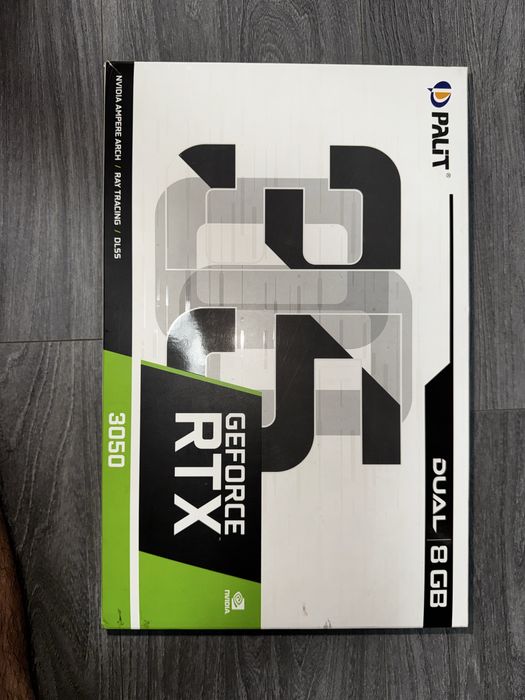 PALIT®
DUAL | 8 GB
GEFORCE
RTX
NVIDIA
NVIDIA AMPERE ARCH / RAY TRACING / DLSS
3050